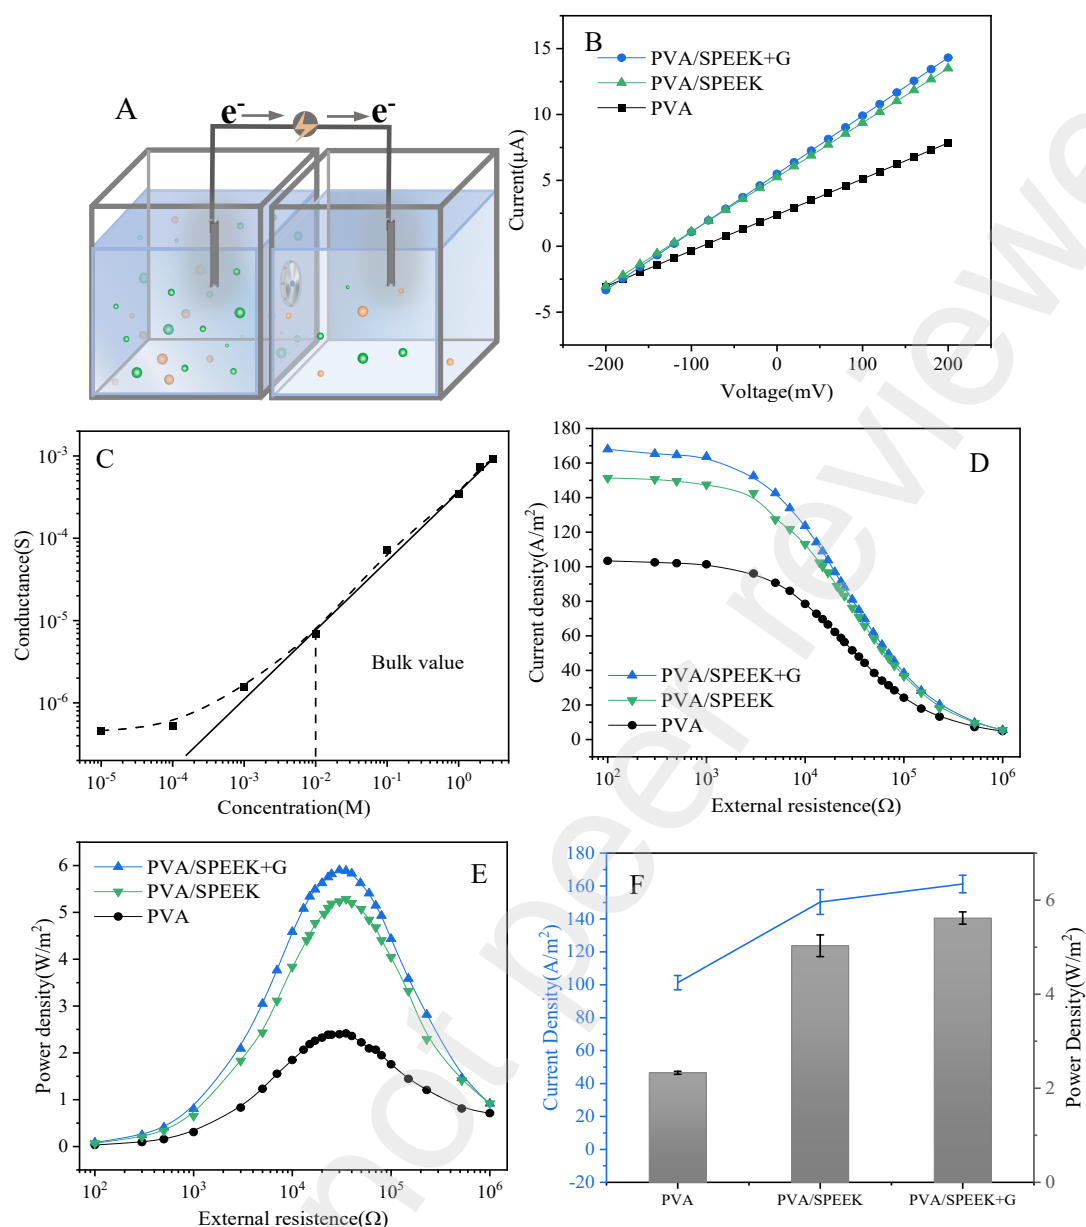 A
e⁻ e⁻
B
PVA/SPEEK+G
PVA/SPEEK
PVA
Current(μA)
15
10
5
0
-5
-200 -100 0 100 200
Voltage(mV)
C
Conductance(S)
10⁻³
10⁻⁴
10⁻⁵
10⁻⁶
Bulk value
10⁻⁵ 10⁻⁴ 10⁻³ 10⁻² 10⁻¹ 10⁰
Concentration(M)
D
Current density(A/m²)
180
160
140
120
100
80
60
40
20
0
PVA/SPEEK+G
PVA/SPEEK
PVA
10² 10³ 10⁴ 10⁵ 10⁶
External resistence(Ω)
E
PVA/SPEEK+G
PVA/SPEEK
PVA
Power density(W/m²)
6
5
4
3
2
1
0
10² 10³ 10⁴ 10⁵ 10⁶
External resistence(Ω)
F
Current Density(A/m²)
180
160
140
120
100
80
60
40
20
0
-20
Power Density(W/m²)
6
4
2
0
PVA PVA/SPEEK PVA/SPEEK+G
not peer reviewe